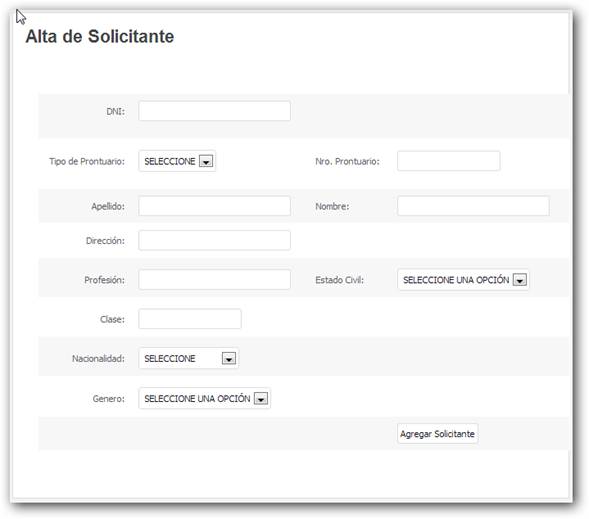 Alta de Solicitante
DNI:
Tipo de Prontuario: SELECCIONE Nro. Prontuario:
Apellido: Nombre:
Dirección:
Profesión: Estado Civil: SELECCIONE UNA OPCIÓN
Clase:
Nacionalidad: SELECCIONE
Genero: SELECCIONE UNA OPCIÓN
Agregar Solicitante